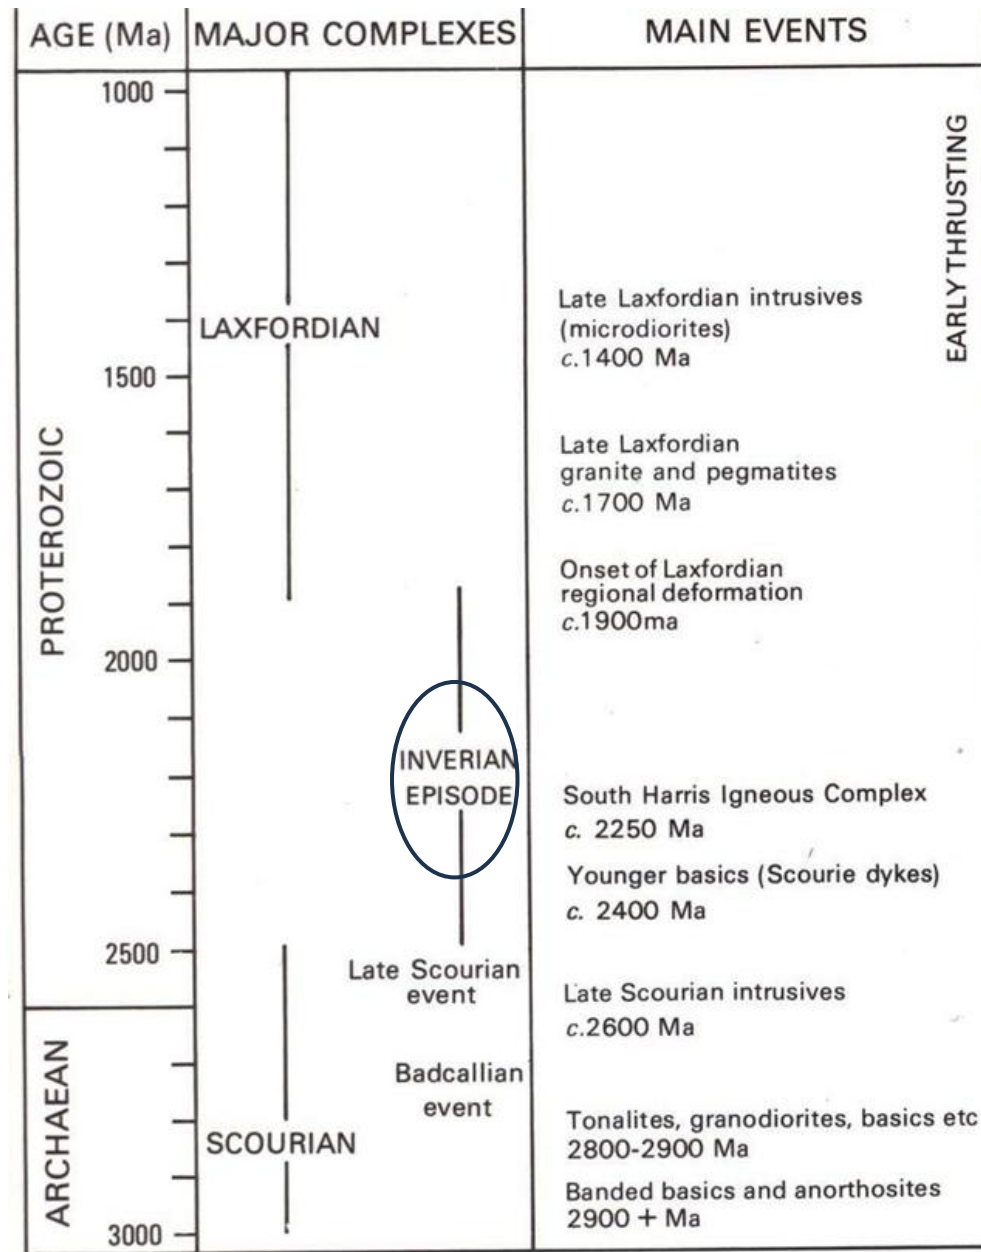 AGE (Ma)
MAJOR COMPLEXES
MAIN EVENTS
1000
1500
2000
2500
3000
PROTEROZOIC
ARCHAEAN
LAXFORDIAN
INVERIAN
EPISODE
Late Scourian
event
Badcallian
event
SCOURIAN
EARLY THRUSTING
Late Laxfordian intrusives
(microdiorites)
c.1400 Ma
Late Laxfordian
granite and pegmatites
c.1700 Ma
Onset of Laxfordian
regional deformation
c.1900ma
South Harris Igneous Complex
c. 2250 Ma
Younger basics (Scourie dykes)
c. 2400 Ma
Late Scourian intrusives
c.2600 Ma
Tonalites, granodiorites, basics etc
2800-2900 Ma
Banded basics and anorthosites
2900 + Ma